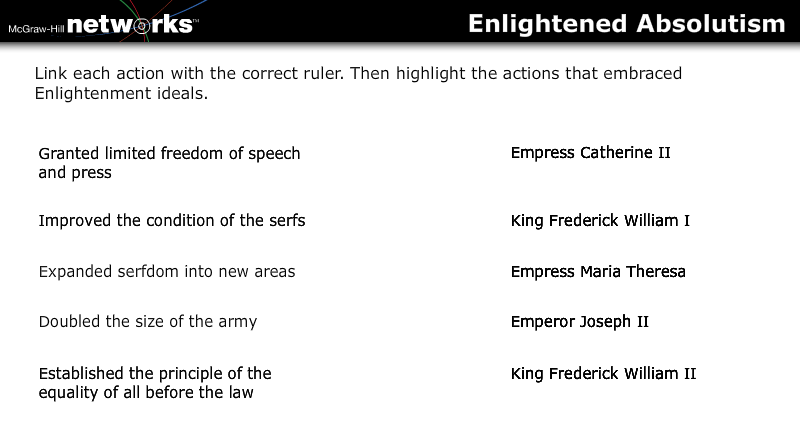 McGraw-Hill netw rks™
Enlightened Absolutism
Link each action with the correct ruler. Then highlight the actions that embraced
Enlightenment ideals.
Granted limited freedom of speech
and press
Empress Catherine II
Improved the condition of the serfs
King Frederick William I
Expanded serfdom into new areas
Empress Maria Theresa
Doubled the size of the army
Emperor Joseph II
Established the principle of the
equality of all before the law
King Frederick William II